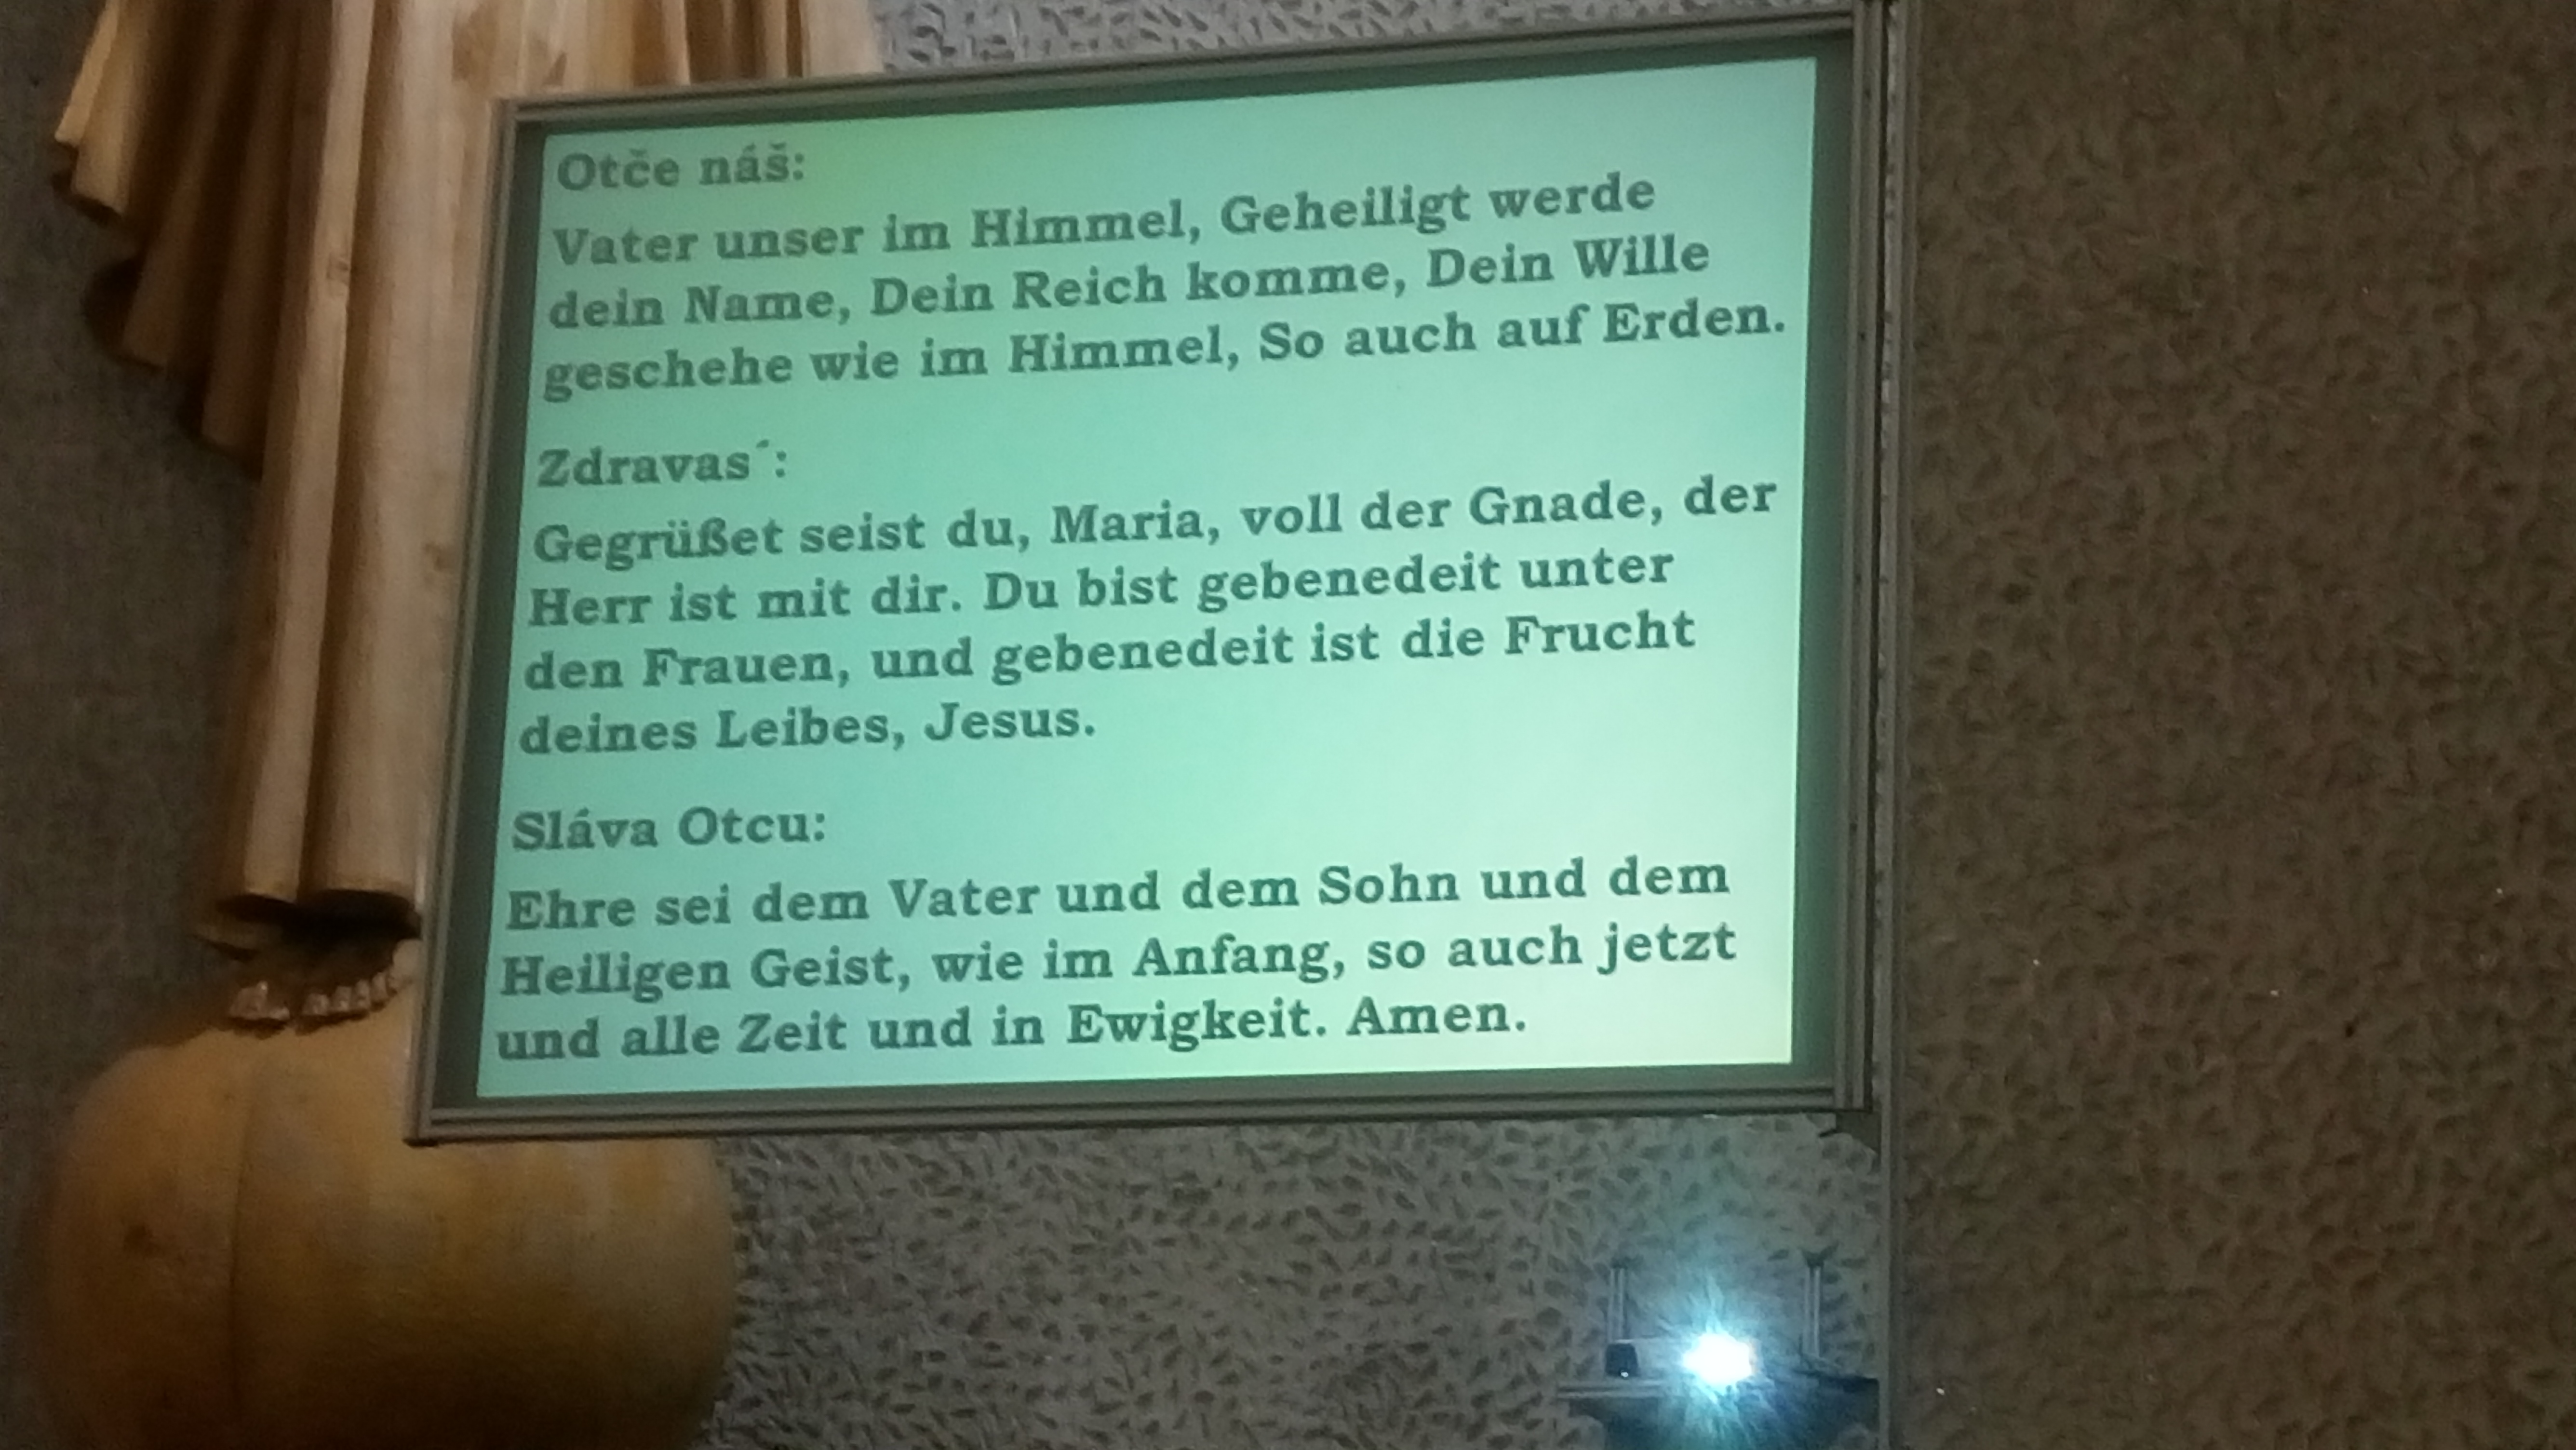 Otče náš:
Vater unser im Himmel, Geheiligt werde
dein Name, Dein Reich komme, Dein Wille
geschehe wie im Himmel, So auch auf Erden.
Zdravas´:
Gegrüßet seist du, Maria, voll der Gnade, der
Herr ist mit dir. Du bist gebenedeit unter
den Frauen, und gebenedeit ist die Frucht
deines Leibes, Jesus.
Sláva Otcu:
Ehre sei dem Vater und dem Sohn und dem
Heiligen Geist, wie im Anfang, so auch jetzt
und alle Zeit und in Ewigkeit. Amen.